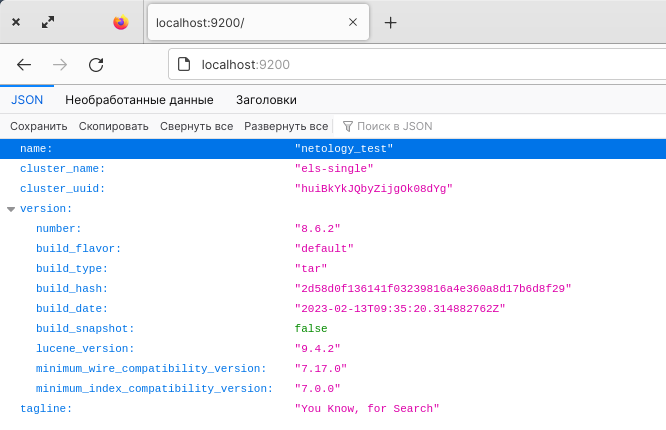 localhost:9200/
localhost:9200
JSON Необработанные данные Заголовки
Сохранить Скопировать Свернуть все Развернуть все Поиск в JSON
name: "netology_test"
cluster_name: "els-single"
cluster_uuid: "huiBkYkJQbyZijgOk08dYg"
version:
number: "8.6.2"
build_flavor: "default"
build_type: "tar"
build_hash: "2d58d0f136141f03239816a4e360a8d17b6d8f29"
build_date: "2023-02-13T09:35:20.314882762Z"
build_snapshot: false
lucene_version: "9.4.2"
minimum_wire_compatibility_version: "7.17.0"
minimum_index_compatibility_version: "7.0.0"
tagline: "You Know, for Search"